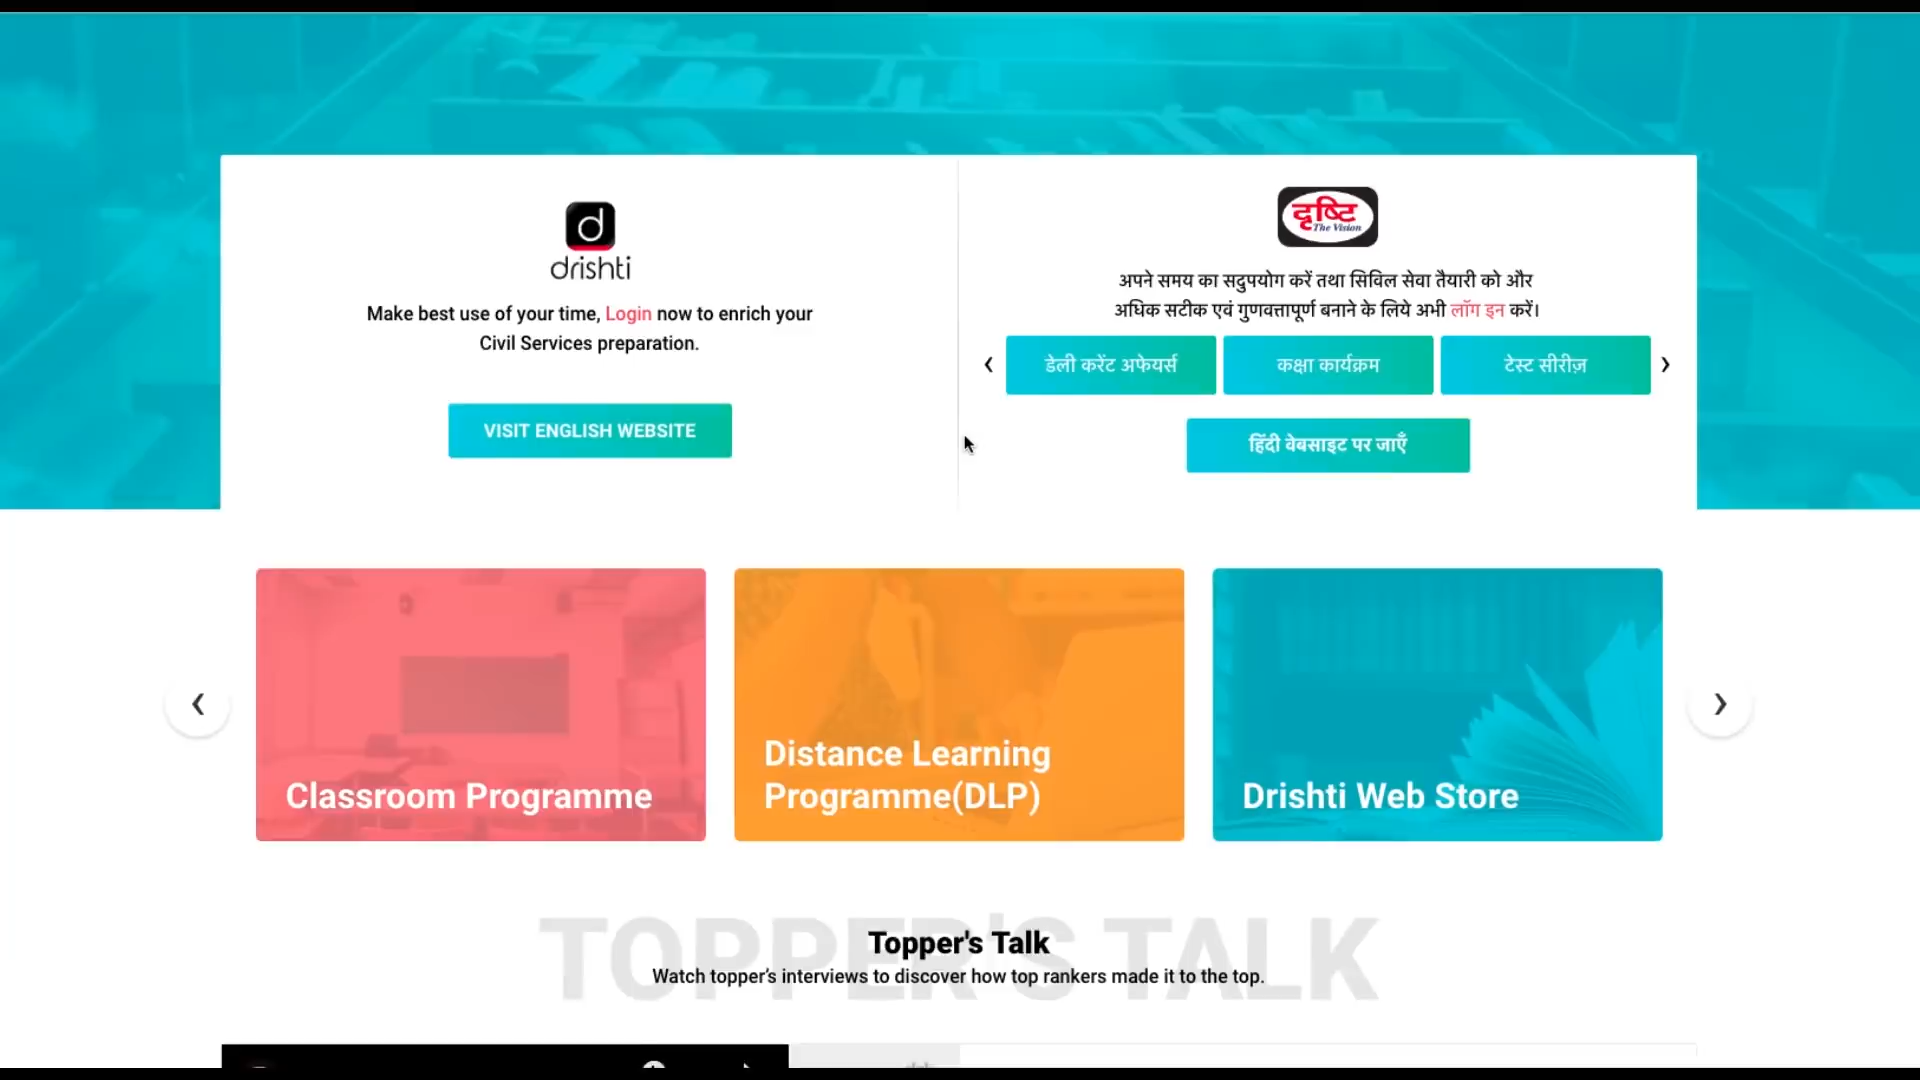 d
drishti
Make best use of your time, Login now to enrich your
Civil Services preparation.
VISIT ENGLISH WEBSITE
दृष्टि
The Vision
अपने समय का सदुपयोग करें तथा सिविल सेवा तैयारी को और
अधिक सटीक एवं गुणवत्तापूर्ण बनाने के लिये अभी लॉग इन करें।
डेली करेंट अफेयर्स
कक्षा कार्यक्रम
टेस्ट सीरीज़
हिंदी वेबसाइट पर जाएँ
Classroom Programme
Distance Learning
Programme(DLP)
Drishti Web Store
TOPPER'S TALK
Topper's Talk
Watch topper’s interviews to discover how top rankers made it to the top.